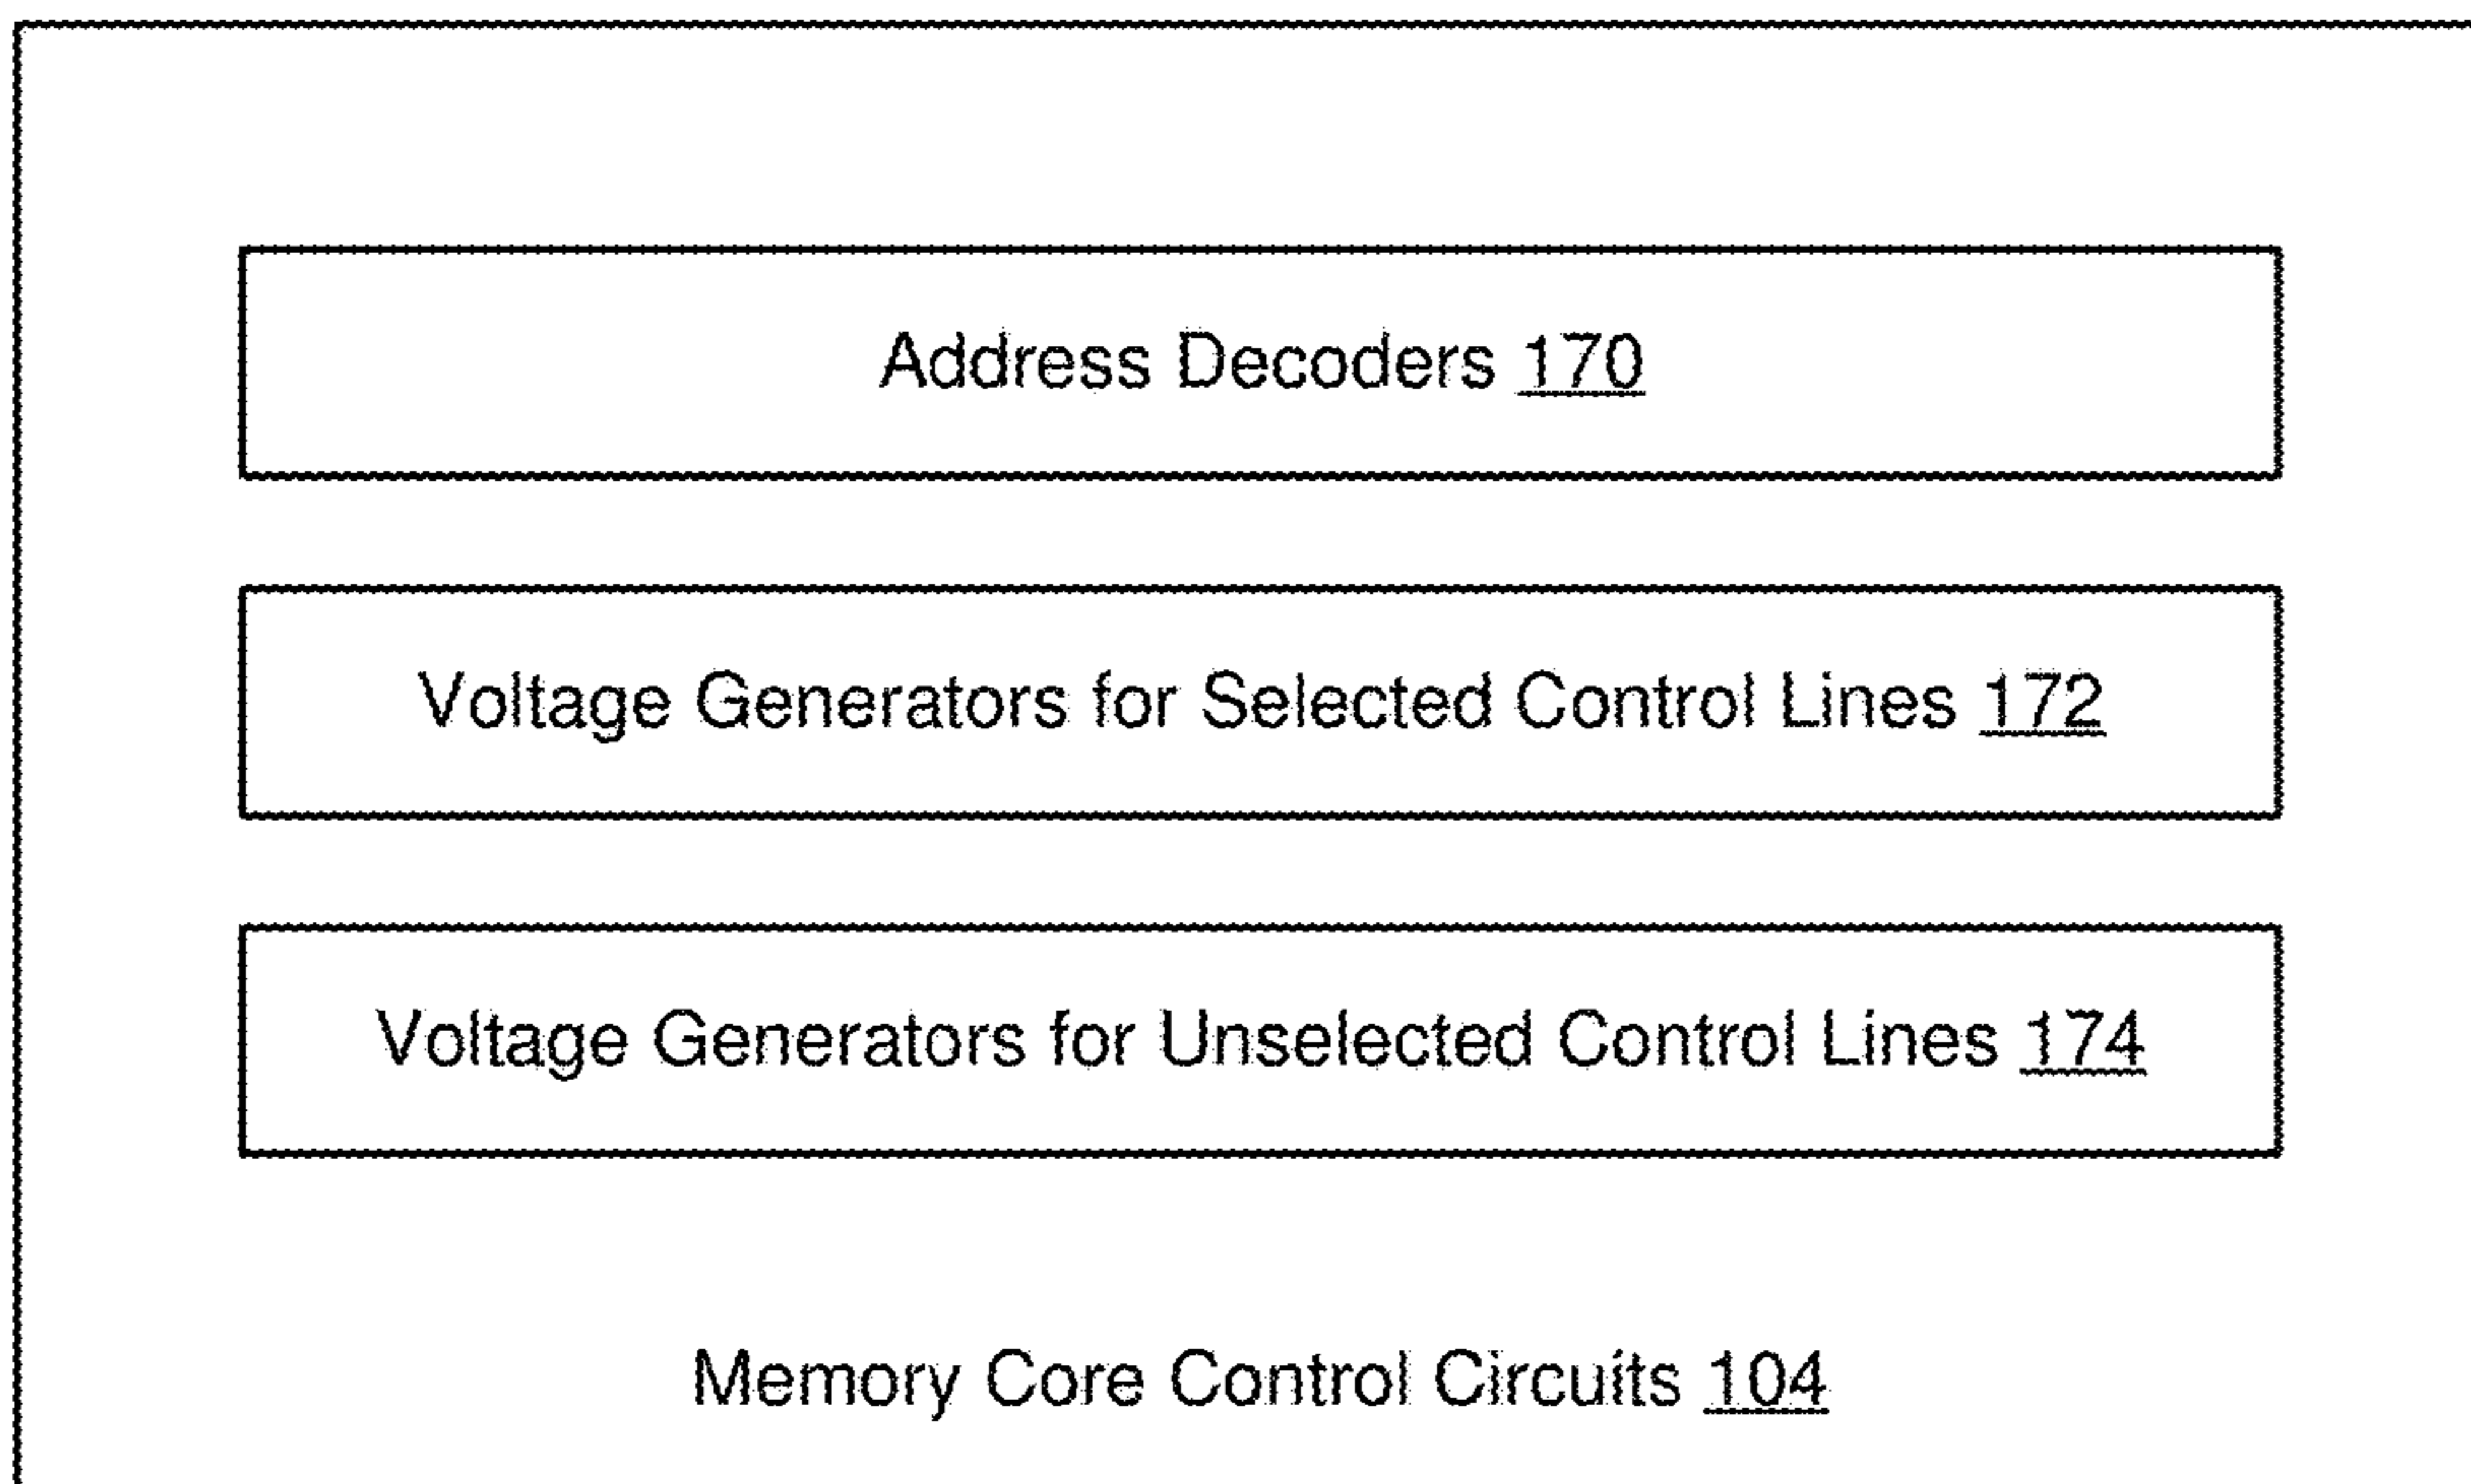 Address Decoders 170
Voltage Generators for Selected Control Lines 172
Voltage Generators for Unselected Control Lines 174
Memory Core Control Circuits 104